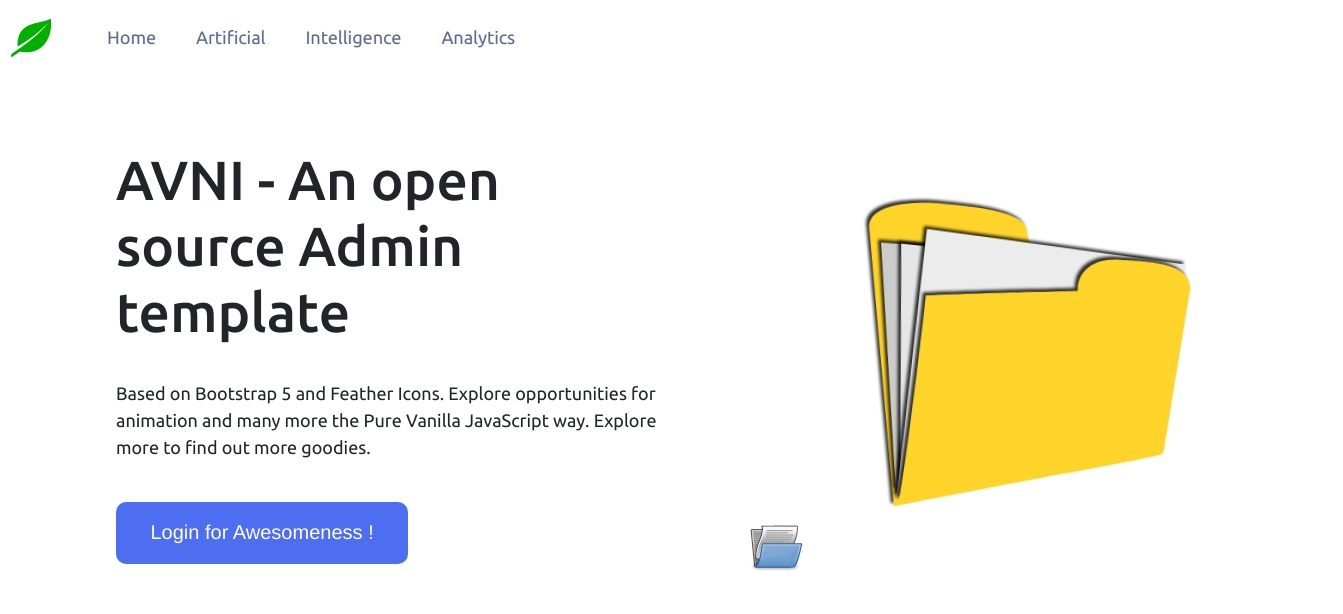 Home Artificial Intelligence Analytics
AVNI - An open
source Admin
template
Based on Bootstrap 5 and Feather Icons. Explore opportunities for
animation and many more the Pure Vanilla JavaScript way. Explore
more to find out more goodies.
Login for Awesomeness !